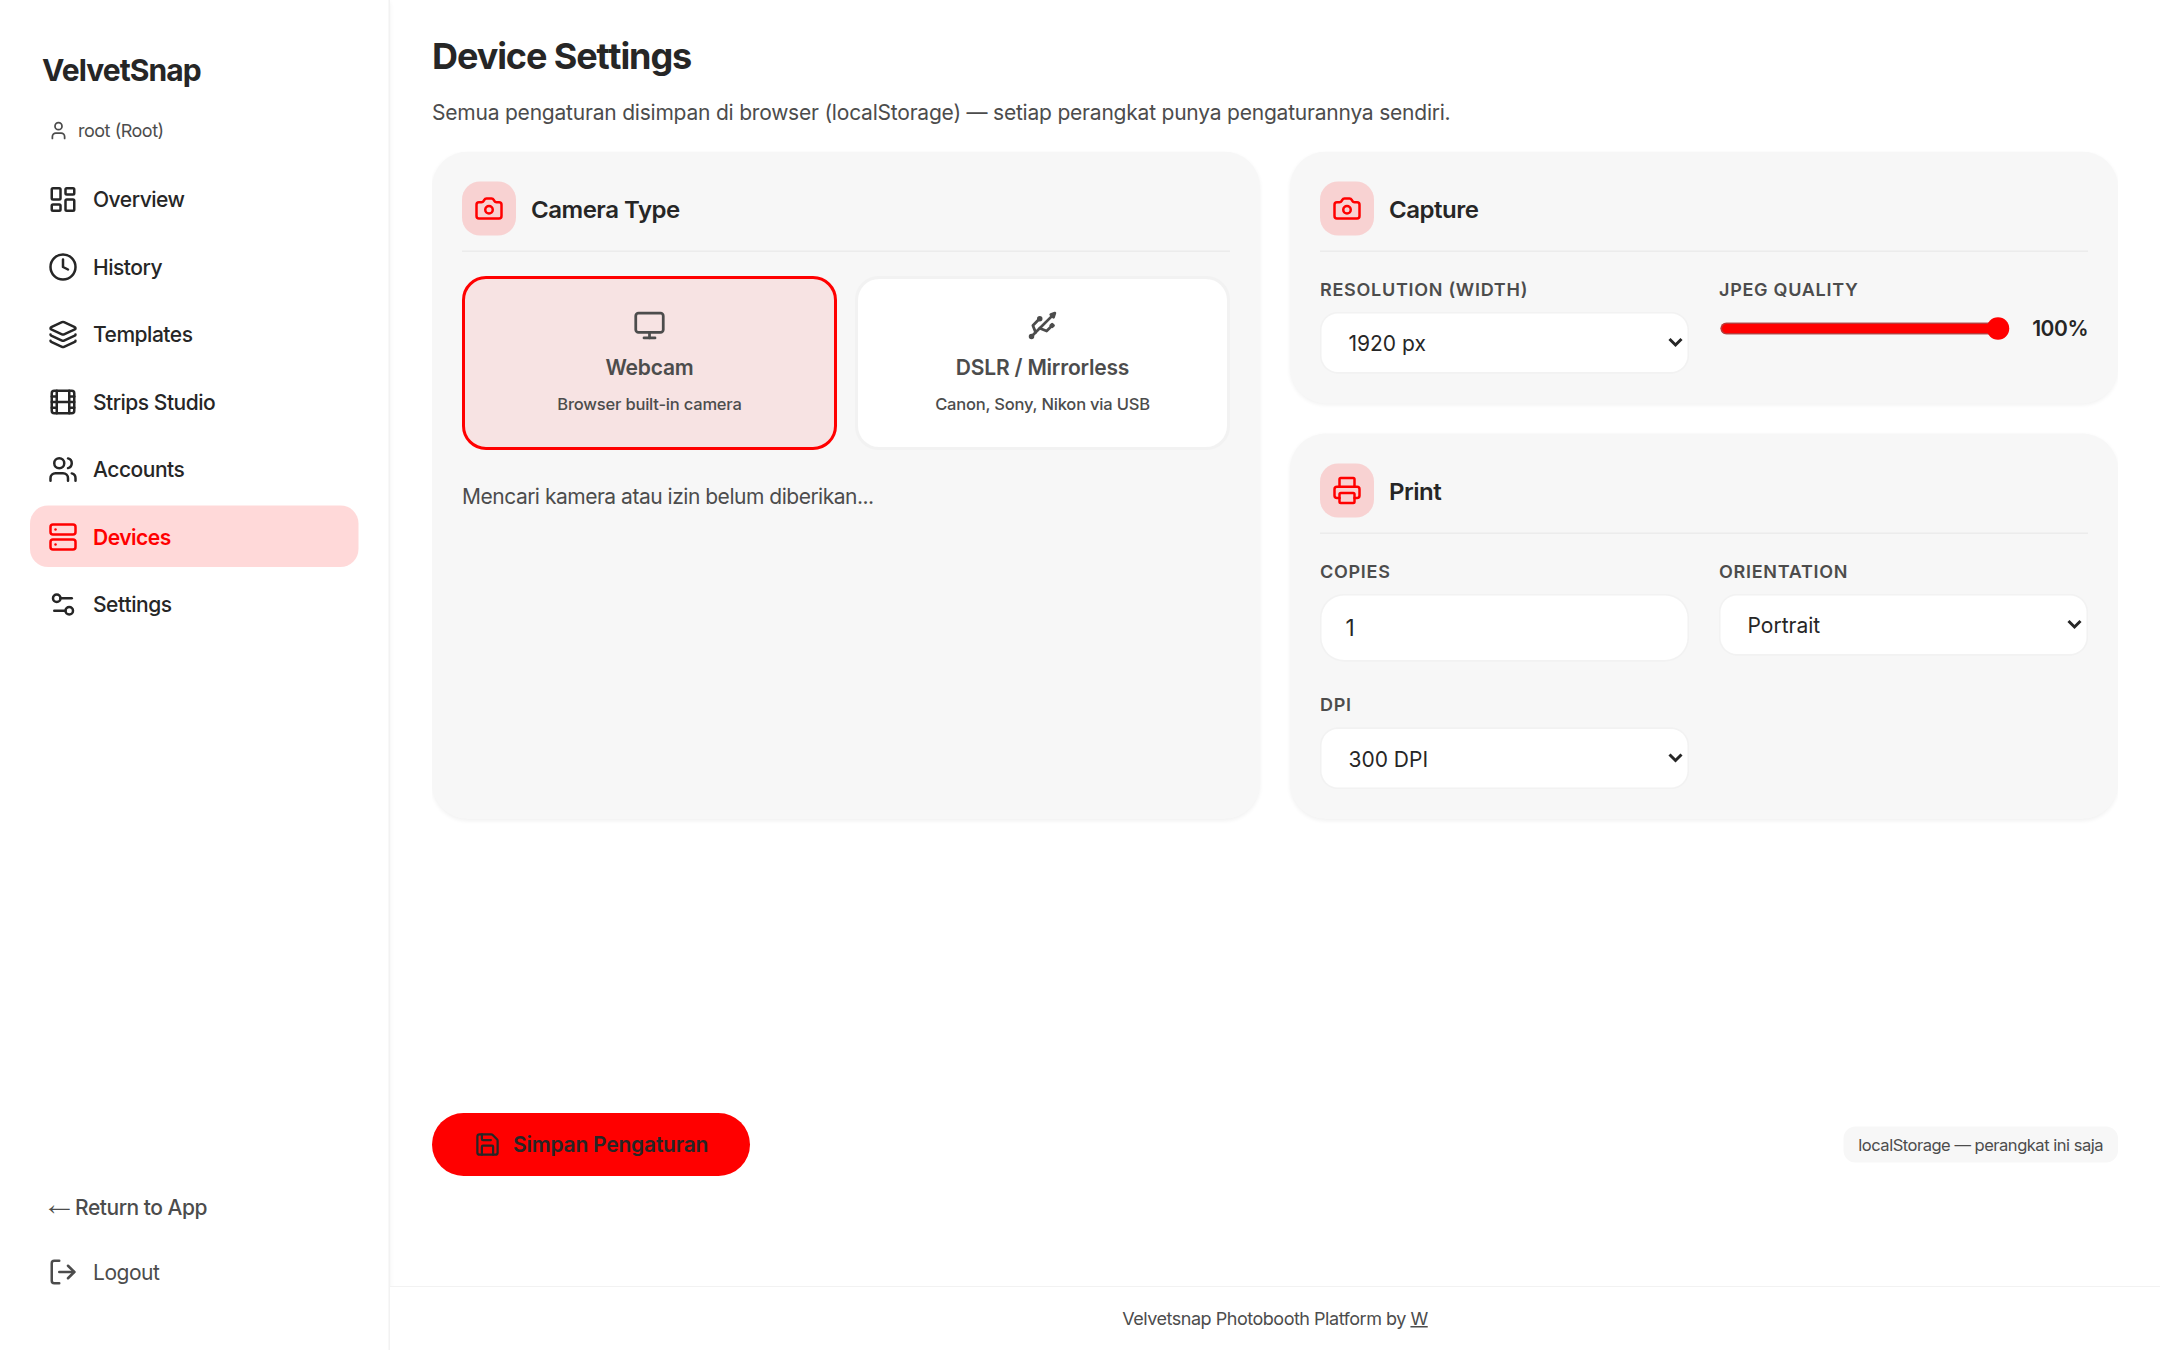 VelvetSnap
root (Root)
Overview
History
Templates
Strips Studio
Accounts
Devices
Settings
← Return to App
Logout
Device Settings
Semua pengaturan disimpan di browser (localStorage) — setiap perangkat punya pengaturannya sendiri.
Camera Type
Webcam
Browser built-in camera
DSLR / Mirrorless
Canon, Sony, Nikon via USB
Mencari kamera atau izin belum diberikan...
Capture
RESOLUTION (WIDTH)
1920 px
JPEG QUALITY
100%
Print
COPIES
1
ORIENTATION
Portrait
DPI
300 DPI
Simpan Pengaturan
localStorage — perangkat ini saja
Velvetsnap Photobooth Platform by W